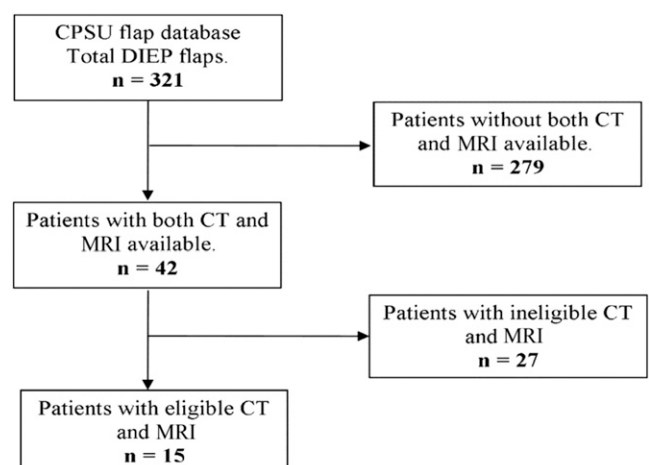 CPSU flap database
Total DIEP flaps.
n = 321
Patients without both CT
and MRI available.
n = 279
Patients with both CT and
MRI available.
n = 42
Patients with ineligible CT
and MRI
n = 27
Patients with eligible CT
and MRI
n = 15